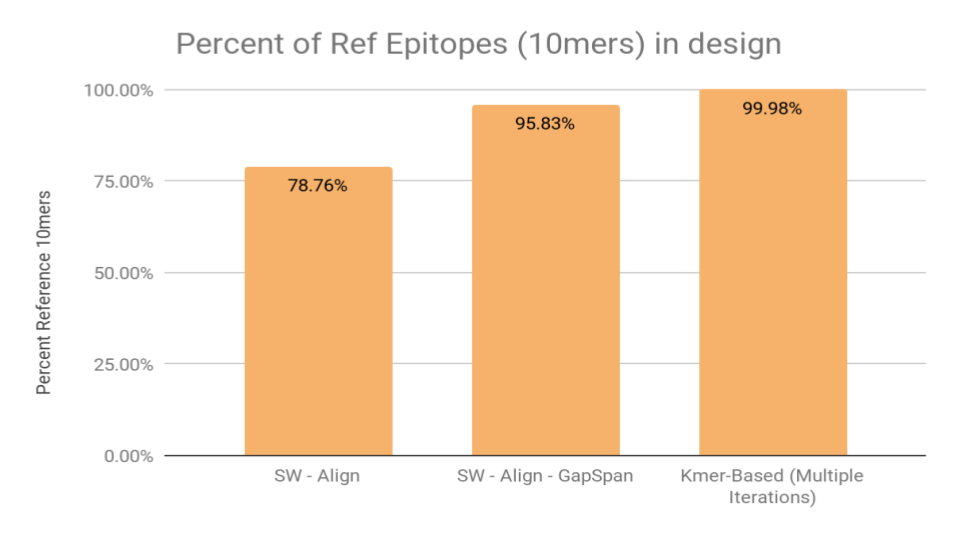 Percent of Ref Epitopes (10mers) in design
100.00%
75.00%
50.00%
25.00%
0.00%
Percent Reference 10mers
78.76%
95.83%
99.98%
SW - Align
SW - Align - GapSpan
Kmer-Based (Multiple
Iterations)